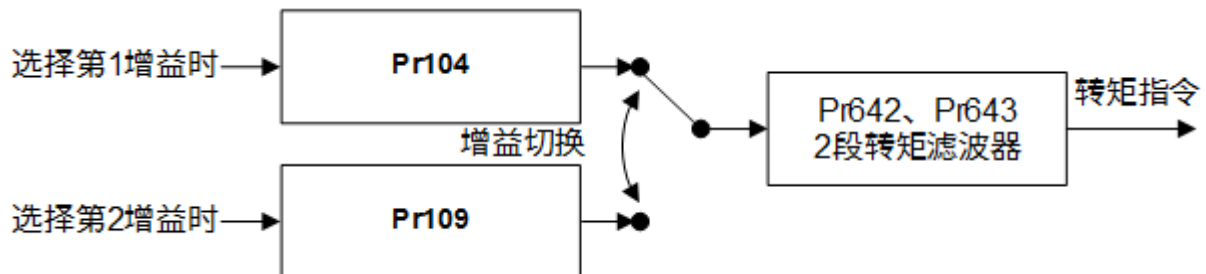 选择第1增益时
Pr104
增益切换
Pr642、Pr643
2段转矩滤波器
转矩指令
选择第2增益时
Pr109